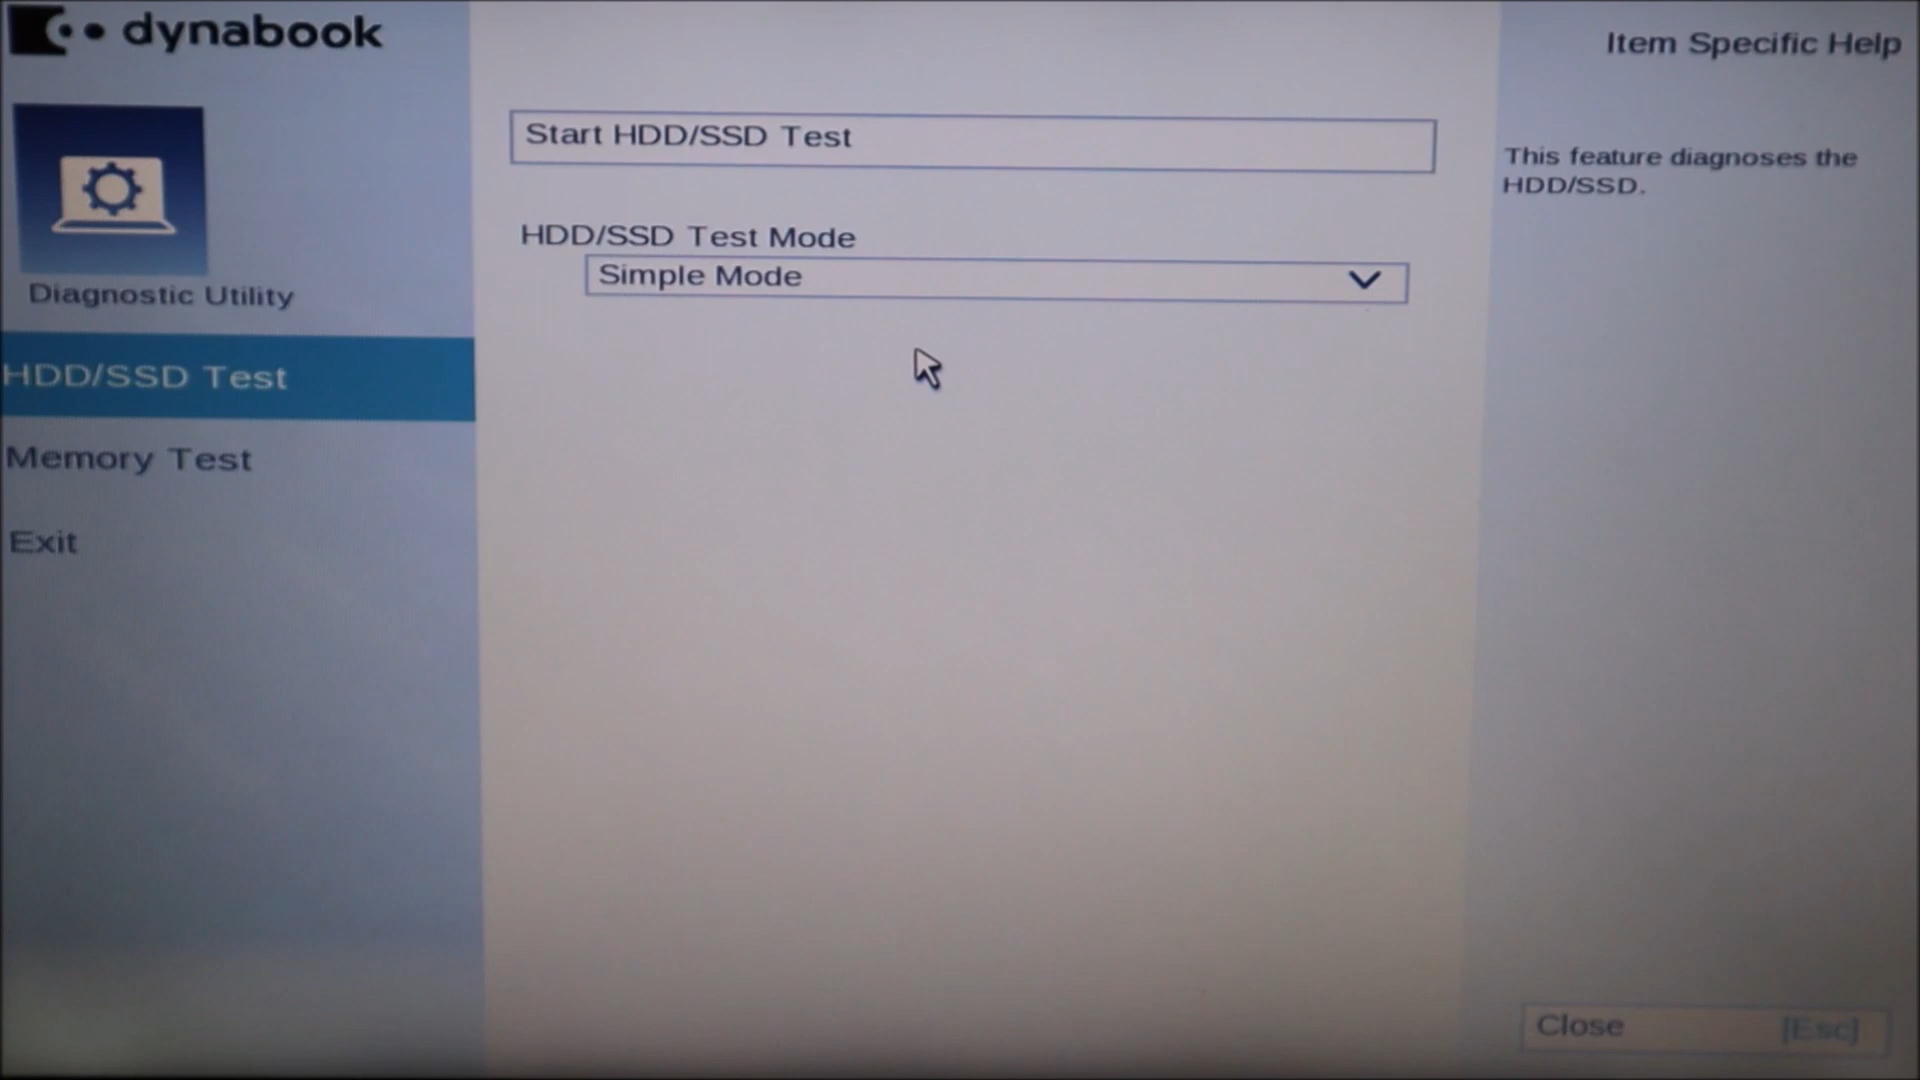 dynabook
Item Specific Help
Start HDD/SSD Test
This feature diagnoses the
HDD/SSD.
HDD/SSD Test Mode
Simple Mode
Diagnostic Utility
HDD/SSD Test
Memory Test
Exit
Close [Esc]